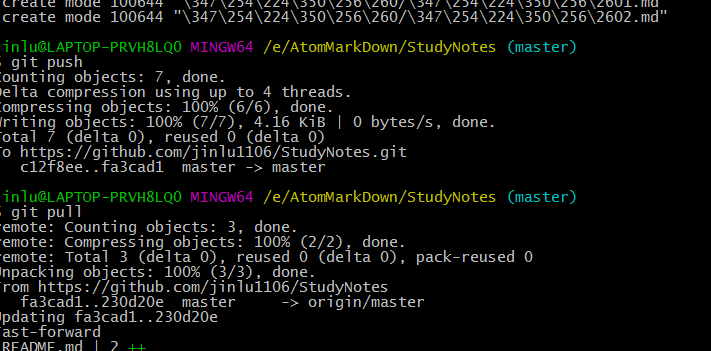 create mode 100644 "\347\254\224\350\256\260/\347\254\224\350\256\2601.md"
create mode 100644 "\347\254\224\350\256\260/\347\254\224\350\256\2602.md"
jinlu@LAPTOP-PRVH8LQ0 MINGW64 /e/AtomMarkDown/StudyNotes (master)
$ git push
Counting objects: 7, done.
Delta compression using up to 4 threads.
Compressing objects: 100% (6/6), done.
Writing objects: 100% (7/7), 4.16 KiB | 0 bytes/s, done.
Total 7 (delta 0), reused 0 (delta 0)
To https://github.com/jinlu1106/StudyNotes.git
c12f8ee..fa3cad1 master -> master
jinlu@LAPTOP-PRVH8LQ0 MINGW64 /e/AtomMarkDown/StudyNotes (master)
$ git pull
remote: Counting objects: 3, done.
remote: Compressing objects: 100% (2/2), done.
remote: Total 3 (delta 0), reused 0 (delta 0), pack-reused 0
Unpacking objects: 100% (3/3), done.
From https://github.com/jinlu1106/StudyNotes
fa3cad1..230d20e master -> origin/master
Updating fa3cad1..230d20e
Fast-forward
README.md | 2 ++